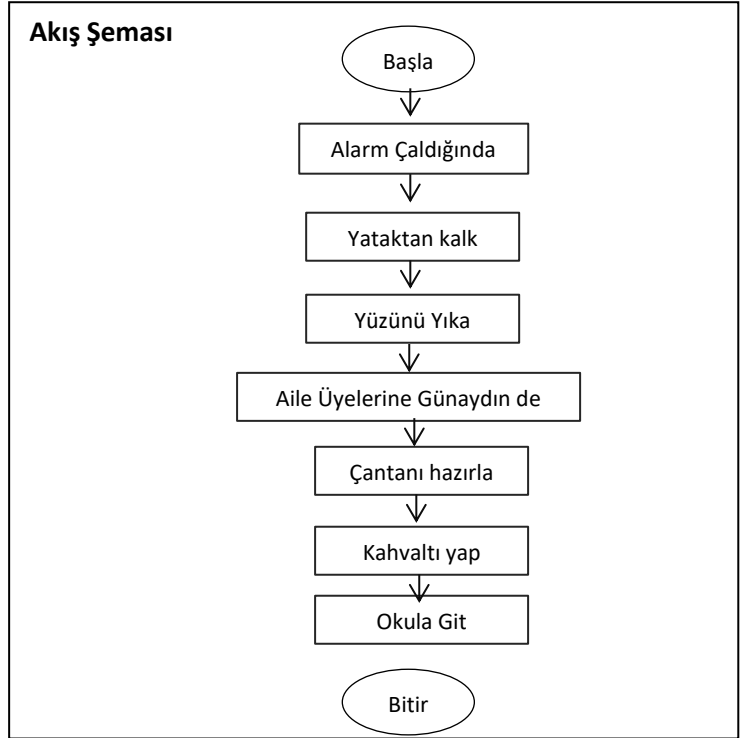 Akış Şeması
Başla
Alarm Çaldığında
Yataktan kalk
Yüzünü Yıka
Aile Üyelerine Günaydın de
Çantanı hazırla
Kahvaltı yap
Okula Git
Bitir